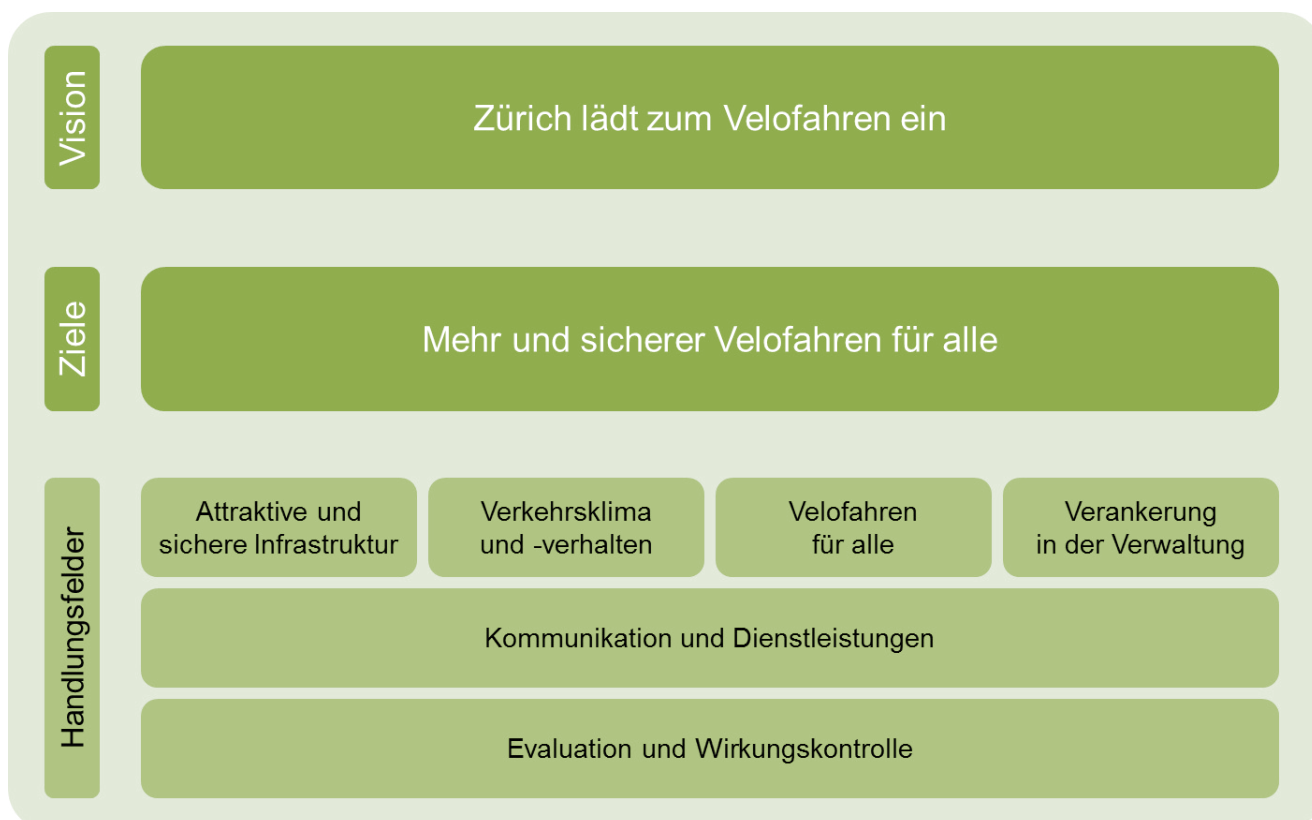 Vision
Zürich lädt zum Velofahren ein
Ziele
Mehr und sicherer Velofahren für alle
Handlungsfelder
Attraktive und
sichere Infrastruktur
Verkehrsklima
und -verhalten
Velofahren
für alle
Verankerung
in der Verwaltung
Kommunikation und Dienstleistungen
Evaluation und Wirkungskontrolle